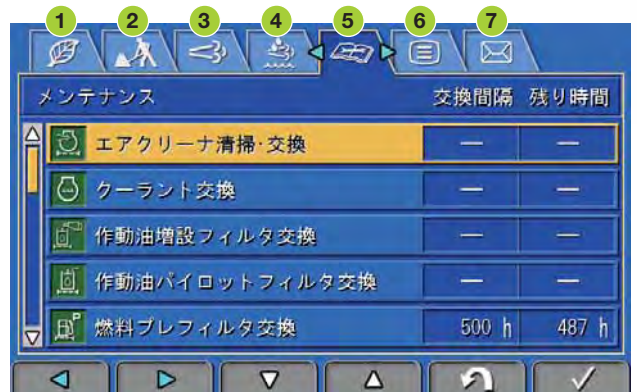 1 2 3 4 5 6 7
メンテナンス 交換間隔 残り時間
エアクリーナ清掃·交換 — —
クーラント交換 — —
作動油増設フィルタ交換 — —
作動油パイロットフィルタ交換 — —
P
燃料プレフィルタ交換 500 h 487 h